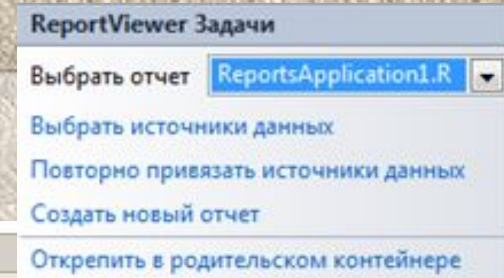 ReportViewer Задачи
Выбрать отчет ReportsApplication1.R
Выбрать источники данных
Повторно привязать источники данных
Создать новый отчет
Открепить в родительском контейнере